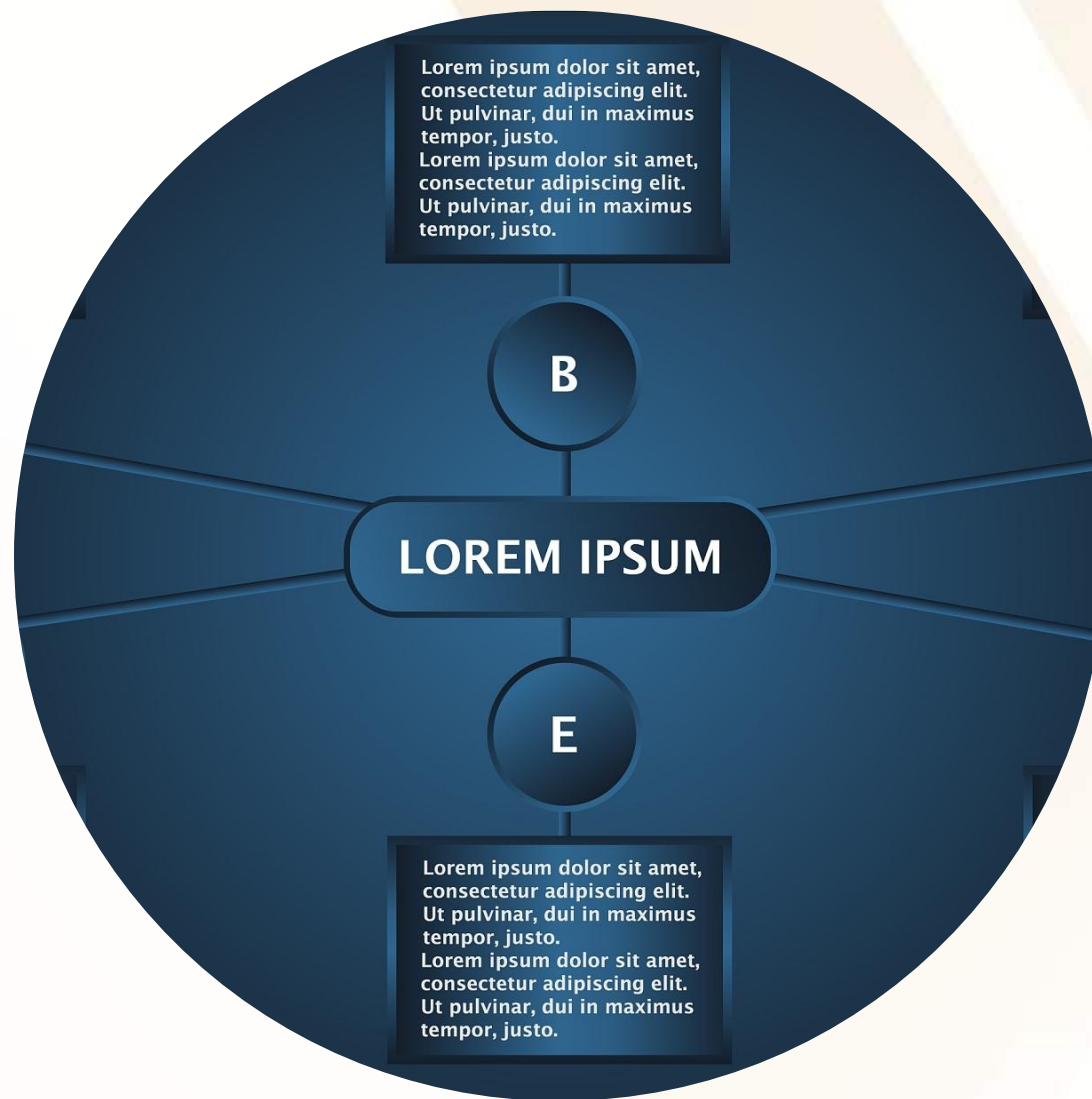 Lorem ipsum dolor sit amet,
consectetur adipiscing elit.
Ut pulvinar, dui in maximus
tempor, justo.
Lorem ipsum dolor sit amet,
consectetur adipiscing elit.
Ut pulvinar, dui in maximus
tempor, justo.
B
LOREM IPSUM
E
Lorem ipsum dolor sit amet,
consectetur adipiscing elit.
Ut pulvinar, dui in maximus
tempor, justo.
Lorem ipsum dolor sit amet,
consectetur adipiscing elit.
Ut pulvinar, dui in maximus
tempor, justo.